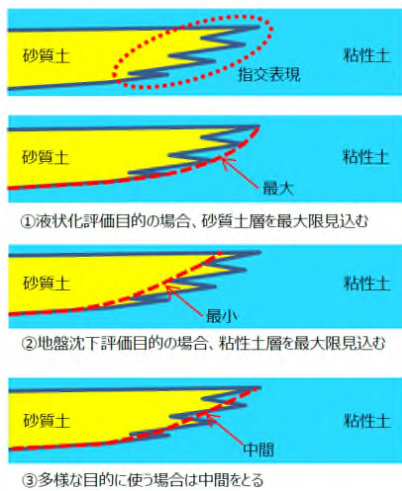 砂質土
粘性土
指交表現
砂質土
粘性土
最大
①液状化評価目的の場合、砂質土層を最大限見込む
砂質土
粘性土
最小
②地盤沈下評価目的の場合、粘性土層を最大限見込む
砂質土
粘性土
中間
③多様な目的に使う場合は中間をとる